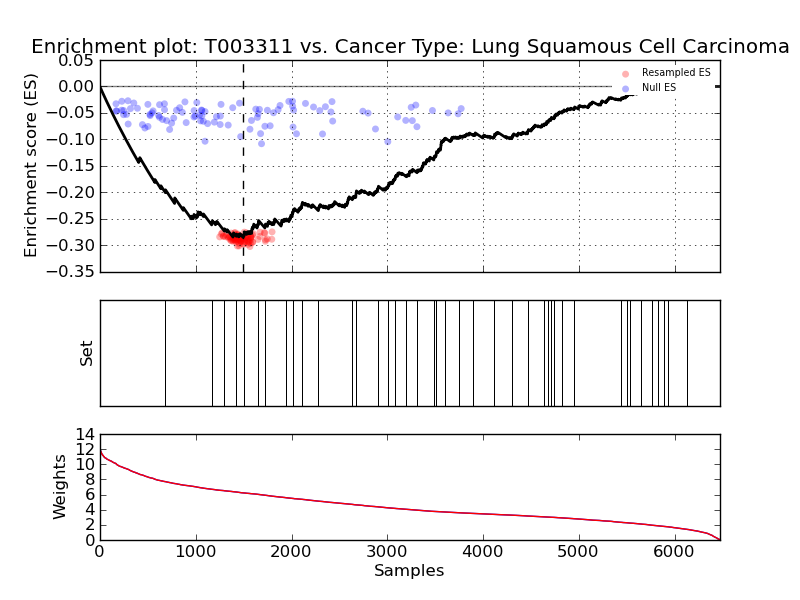 Enrichment plot: T003311 vs. Cancer Type: Lung Squamous Cell Carcinoma
Enrichment score (ES)
0.05
0.00
−0.05
−0.10
−0.15
−0.20
−0.25
−0.30
−0.35
Resampled ES
Null ES
Set
Weights
14
12
10
8
6
4
2
0
0 1000 2000 3000 4000 5000 6000
Samples